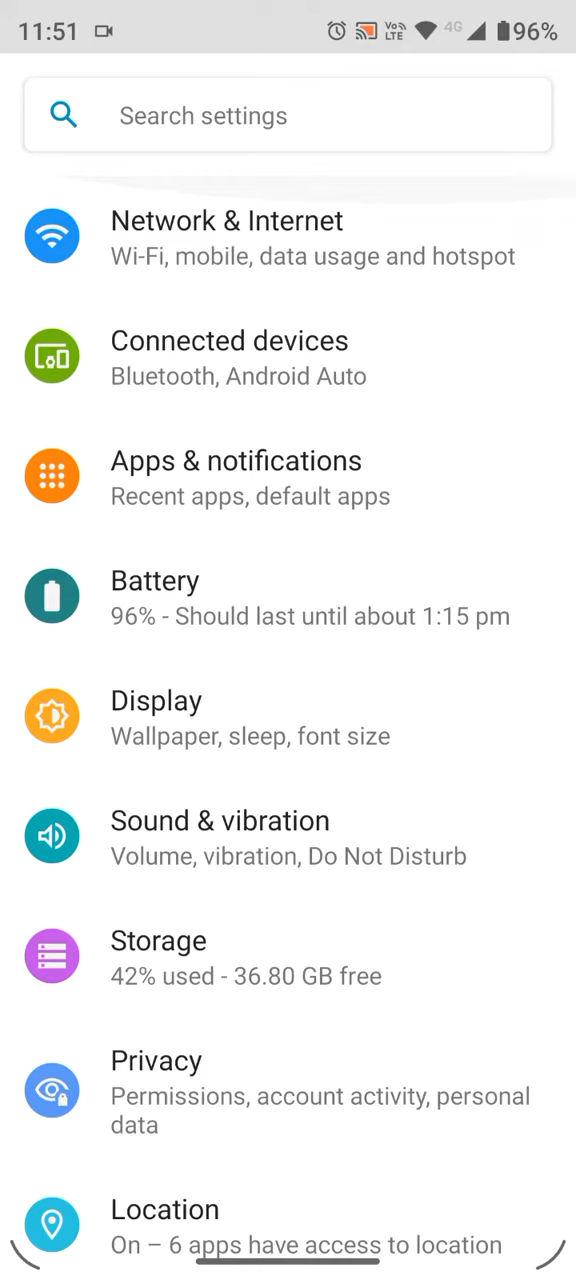 11:51 Vo)) LTE 4G 96%
Search settings
Network & Internet
Wi-Fi, mobile, data usage and hotspot
Connected devices
Bluetooth, Android Auto
Apps & notifications
Recent apps, default apps
Battery
96% - Should last until about 1:15 pm
Display
Wallpaper, sleep, font size
Sound & vibration
Volume, vibration, Do Not Disturb
Storage
42% used - 36.80 GB free
Privacy
Permissions, account activity, personal
data
Location
On – 6 apps have access to location